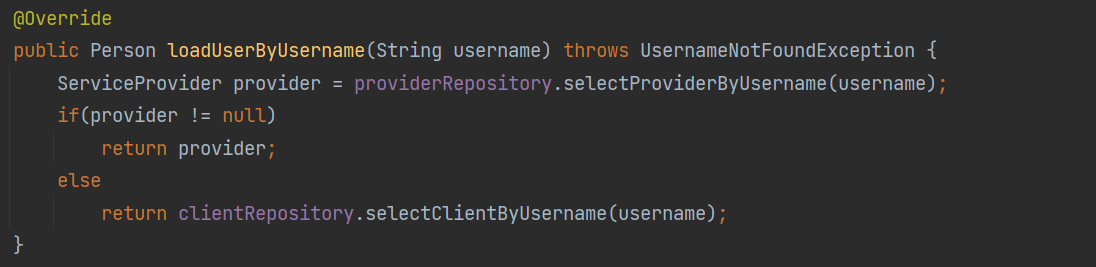 @Override
public Person loadUserByUsername(String username) throws UsernameNotFoundException {
    ServiceProvider provider = providerRepository.selectProviderByUsername(username);
    if(provider != null)
        return provider;
    else
        return clientRepository.selectClientByUsername(username);
}